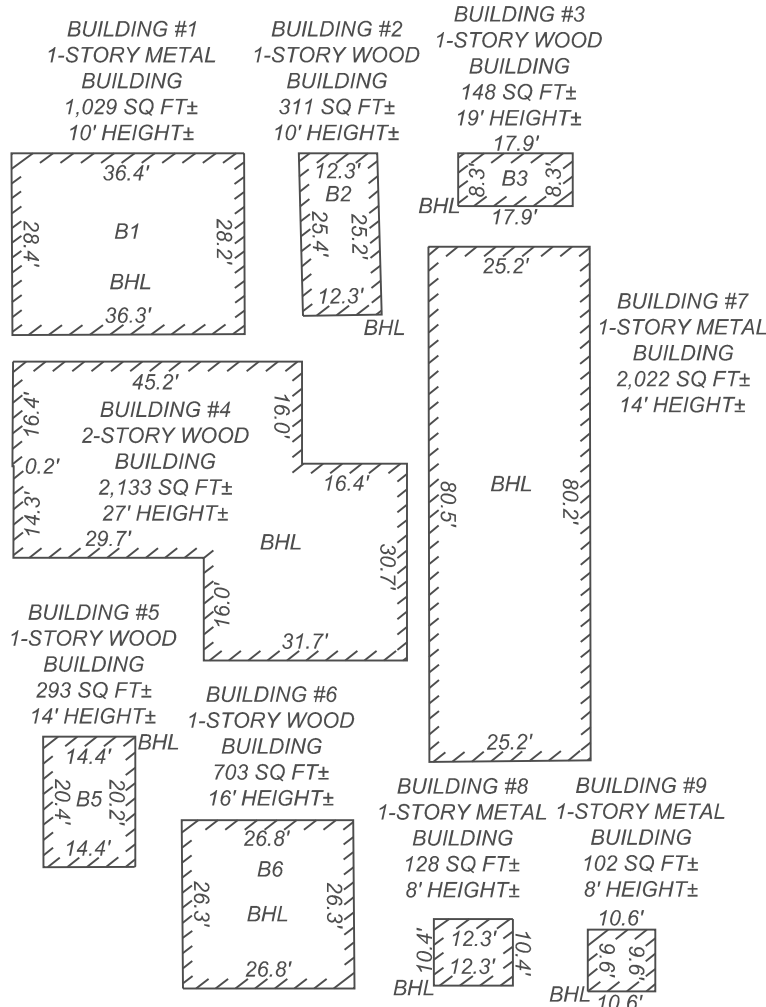 BUILDING #1
1-STORY METAL
BUILDING
1,029 SQ FT±
10' HEIGHT±
36.4'
28.4'
B1
28.2'
BHL
36.3'
BUILDING #2
1-STORY WOOD
BUILDING
311 SQ FT±
10' HEIGHT±
12.3'
B2
25.4'
25.2'
12.3'
BHL
BUILDING #3
1-STORY WOOD
BUILDING
148 SQ FT±
19' HEIGHT±
17.9'
8.3'
B3
8.3'
BHL
17.9'
45.2'
16.4'
16.0'
BUILDING #4
2-STORY WOOD
BUILDING
2,133 SQ FT±
27' HEIGHT±
0.2'
14.3'
29.7'
16.4'
BHL
30.7'
16.0'
31.7'
25.2'
80.5'
BHL
80.2'
25.2'
BUILDING #7
1-STORY METAL
BUILDING
2,022 SQ FT±
14' HEIGHT±
BUILDING #5
1-STORY WOOD
BUILDING
293 SQ FT±
14' HEIGHT±
BHL
14.4'
20.4'
B5
20.2'
14.4'
BUILDING #6
1-STORY WOOD
BUILDING
703 SQ FT±
16' HEIGHT±
26.8'
B6
26.3'
BHL
26.3'
26.8'
BUILDING #8
1-STORY METAL
BUILDING
128 SQ FT±
8' HEIGHT±
12.3'
10.4'
10.4'
12.3'
BHL
BUILDING #9
1-STORY METAL
BUILDING
102 SQ FT±
8' HEIGHT±
10.6'
9.6'
9.6'
BHL
10.6'